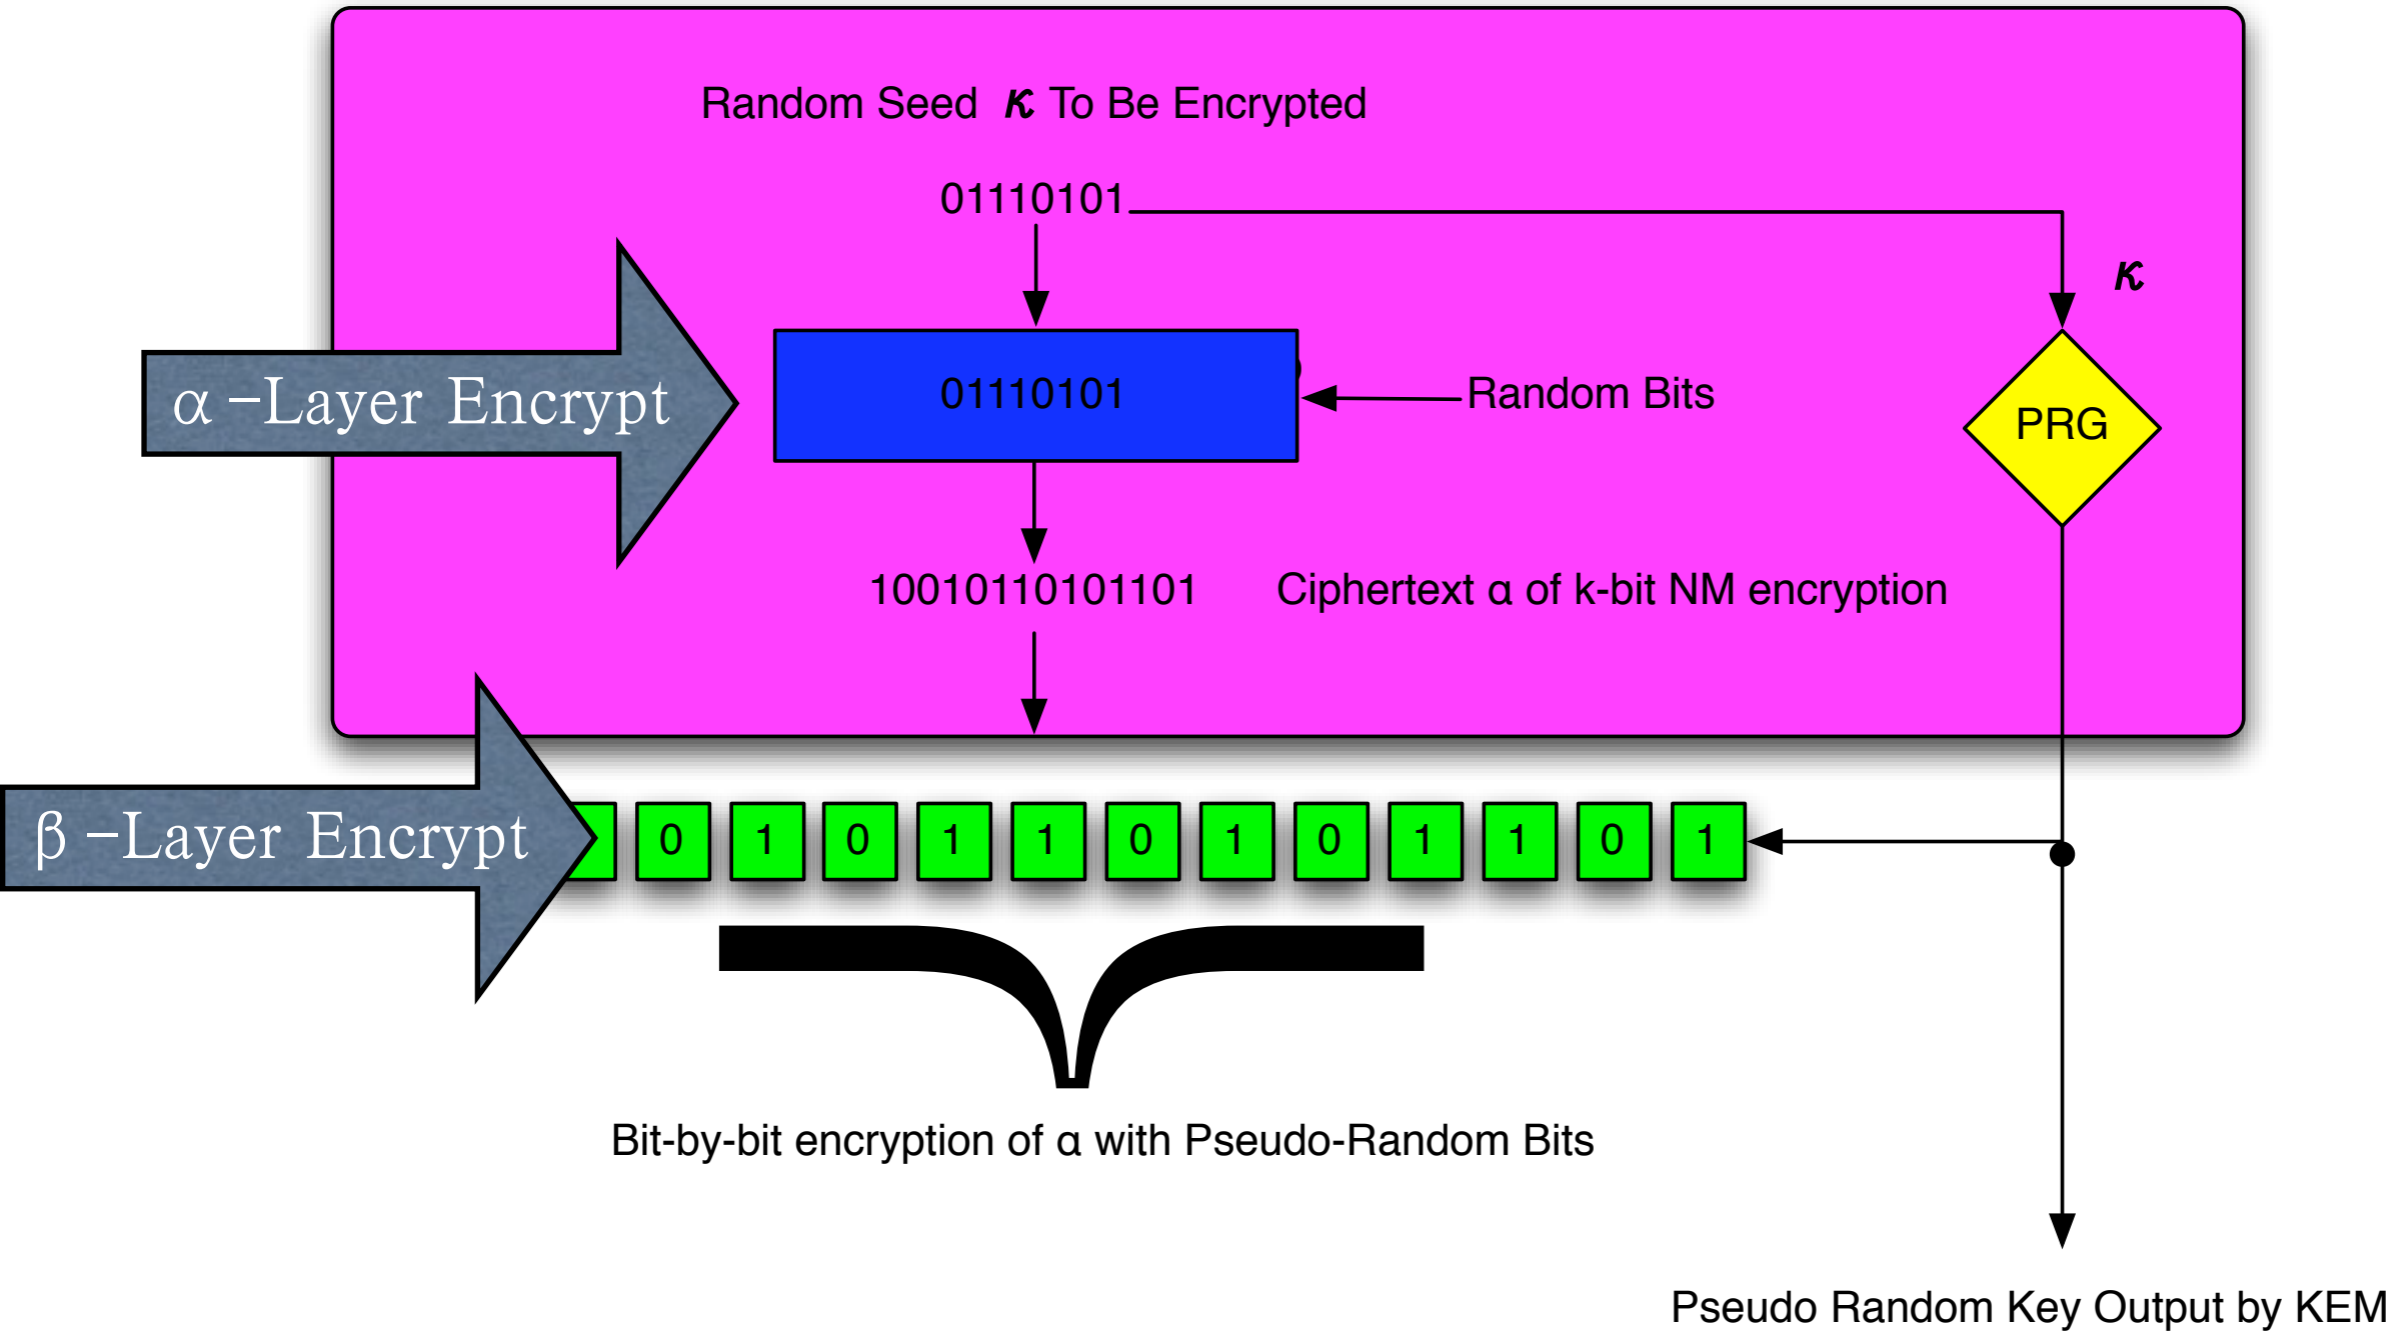 Random Seed κ To Be Encrypted
01110101
κ
α-Layer Encrypt
01110101
Random Bits
PRG
10010110101101
Ciphertext α of k-bit NM encryption
β-Layer Encrypt
0 1 0 1 1 0 1 0 1 1 0 1
Bit-by-bit encryption of α with Pseudo-Random Bits
Pseudo Random Key Output by KEM